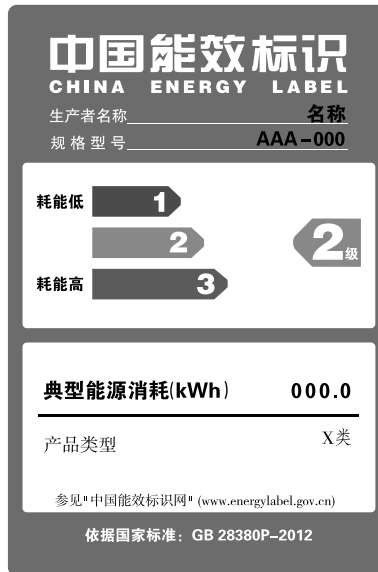 中国能效标识
CHINA ENERGY LABEL
生产者名称 名称
规格型号 AAA-000
耗能低 1
2 2级
耗能高 3
典型能源消耗(kWh) 000.0
产品类型 X类
参见"中国能效标识网" (www.energylabel.gov.cn)
依据国家标准：GB 28380P-2012